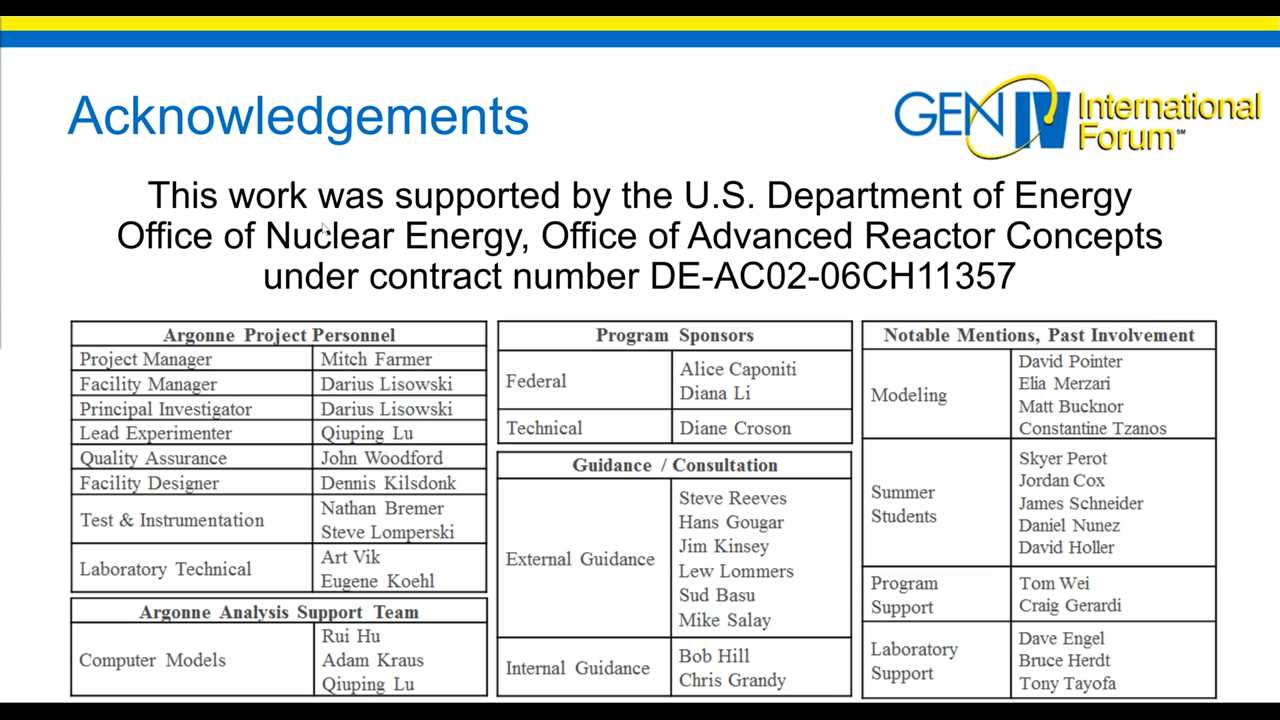 Acknowledgements
GEN IV International
Forum℠
This work was supported by the U.S. Department of Energy
Office of Nuclear Energy, Office of Advanced Reactor Concepts
under contract number DE-AC02-06CH11357
Argonne Project Personnel
Project Manager Mitch Farmer
Facility Manager Darius Lisowski
Principal Investigator Darius Lisowski
Lead Experimenter Qiuping Lu
Quality Assurance John Woodford
Facility Designer Dennis Kilsdonk
Test & Instrumentation Nathan Bremer
Steve Lomperski
Laboratory Technical Art Vik
Eugene Koehl
Argonne Analysis Support Team
Computer Models Rui Hu
Adam Kraus
Qiuping Lu
Program Sponsors
Federal Alice Caponiti
Diana Li
Technical Diane Croson
Guidance / Consultation
External Guidance Steve Reeves
Hans Gougar
Jim Kinsey
Lew Lommers
Sud Basu
Mike Salay
Internal Guidance Bob Hill
Chris Grandy
Notable Mentions, Past Involvement
Modeling David Pointer
Elia Merzari
Matt Bucknor
Constantine Tzanos
Summer
Students Skyer Perot
Jordan Cox
James Schneider
Daniel Nunez
David Holler
Program
Support Tom Wei
Craig Gerardi
Laboratory
Support Dave Engel
Bruce Herdt
Tony Tayofa